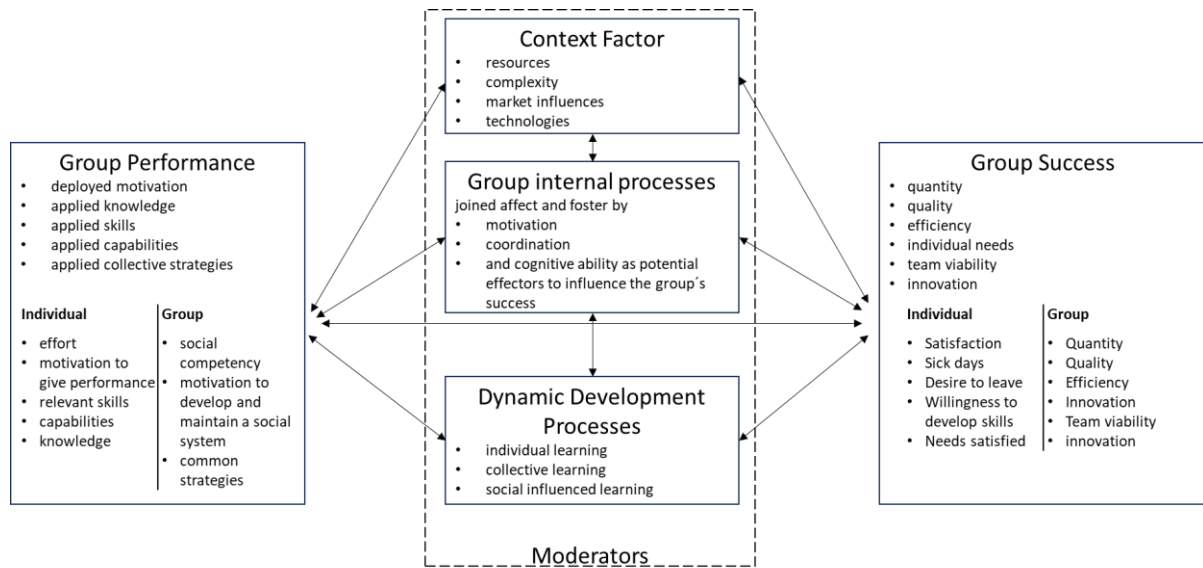 Context Factor
• resources
• complexity
• market influences
• technologies
Group Performance
• deployed motivation
• applied knowledge
• applied skills
• applied capabilities
• applied collective strategies
Individual
• effort
• motivation to
give performance
• relevant skills
• capabilities
• knowledge
Group
• social
competency
• motivation to
develop and
maintain a social
system
• common
strategies
Group internal processes
joined affect and foster by
• motivation
• coordination
• and cognitive ability as potential
effectors to influence the group´s
success
Dynamic Development
Processes
• individual learning
• collective learning
• social influenced learning
Moderators
Group Success
• quantity
• quality
• efficiency
• individual needs
• team viability
• innovation
Individual
• Satisfaction
• Sick days
• Desire to leave
• Willingness to
develop skills
• Needs satisfied
Group
• Quantity
• Quality
• Efficiency
• Innovation
• Team viability
• innovation